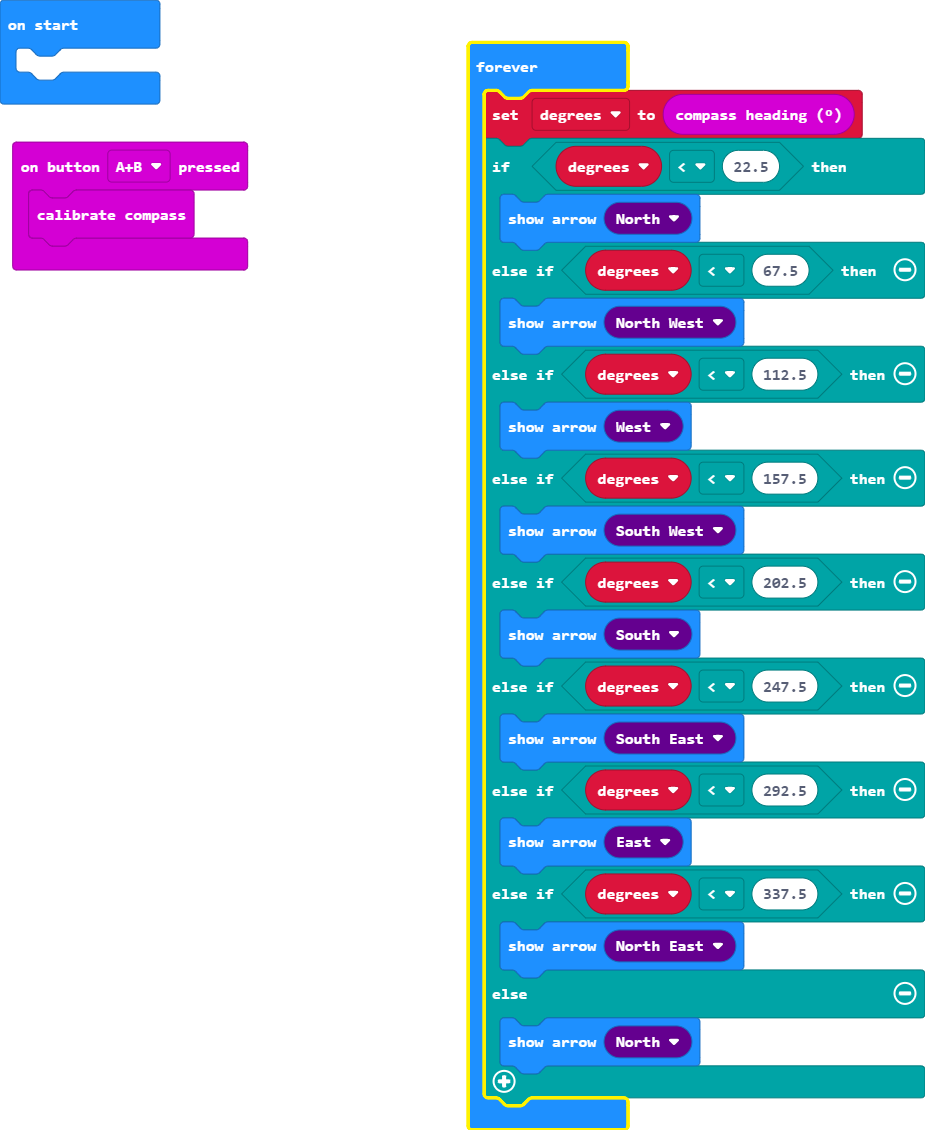 on start
on button A+B pressed
calibrate compass
forever
set degrees to compass heading (º)
if degrees < 22.5 then
show arrow North
else if degrees < 67.5 then
show arrow North West
else if degrees < 112.5 then
show arrow West
else if degrees < 157.5 then
show arrow South West
else if degrees < 202.5 then
show arrow South
else if degrees < 247.5 then
show arrow South East
else if degrees < 292.5 then
show arrow East
else if degrees < 337.5 then
show arrow North East
else
show arrow North